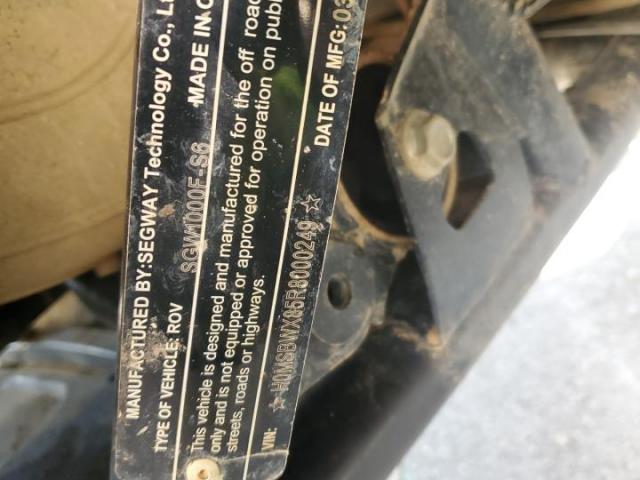 MANUFACTURED BY:SEGWAY Technology Co., 
MADE IN
TYPE OF VEHICLE: ROV SGW1000F-S6
This vehicle is designed and manufactured for the off road
only and is not equipped or approved for operation on public
streets, roads or highways.
VIN: ☆ ☆
DATE OF MFG: 03